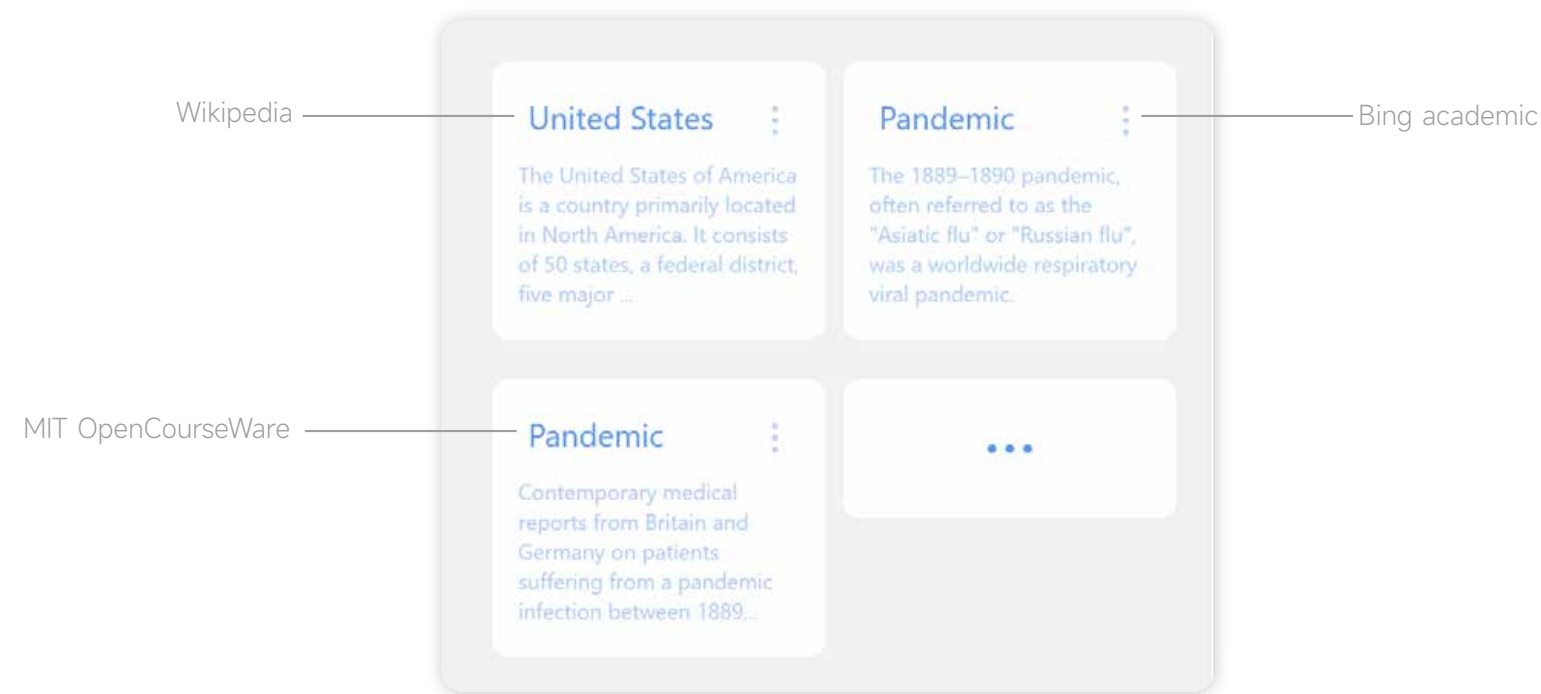 Wikipedia
United States
The United States of America
is a country primarily located
in North America. It consists
of 50 states, a federal district,
five major ...
Pandemic
The 1889–1890 pandemic,
often referred to as the
"Asiatic flu" or "Russian flu",
was a worldwide respiratory
viral pandemic.
Bing academic
MIT OpenCourseWare
Pandemic
Contemporary medical
reports from Britain and
Germany on patients
suffering from a pandemic
infection between 1889...